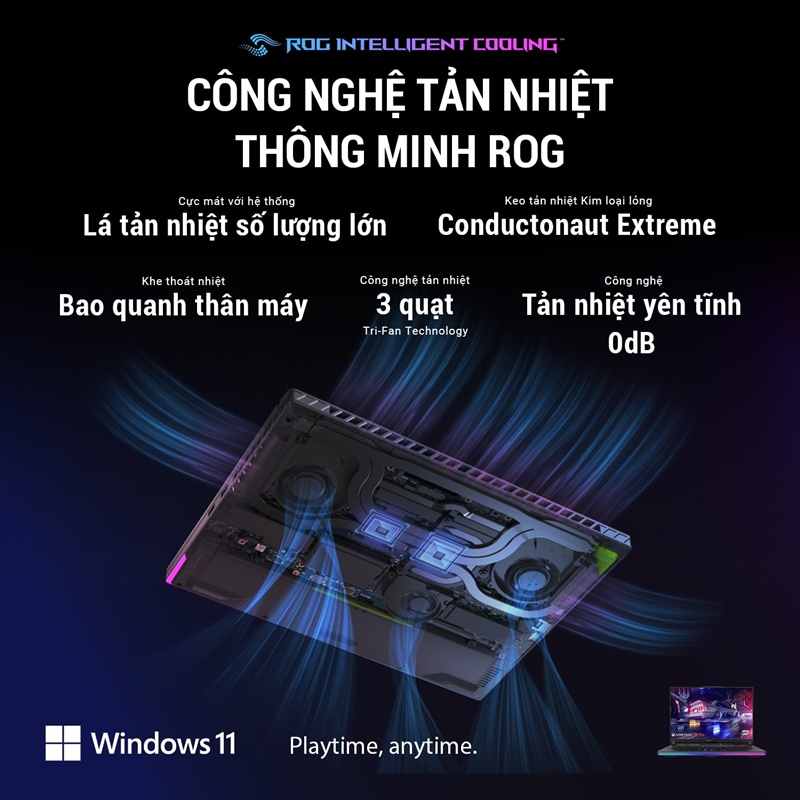 ROG INTELLIGENT COOLING™
CÔNG NGHỆ TẢN NHIỆT
THÔNG MINH ROG
Cực mát với hệ thống
Lá tản nhiệt số lượng lớn
Keo tản nhiệt Kim loại lỏng
Conductonaut Extreme
Khe thoát nhiệt
Bao quanh thân máy
Công nghệ tản nhiệt
3 quạt
Tri-Fan Technology
Công nghệ
Tản nhiệt yên tĩnh
0dB
Windows 11
Playtime, anytime.